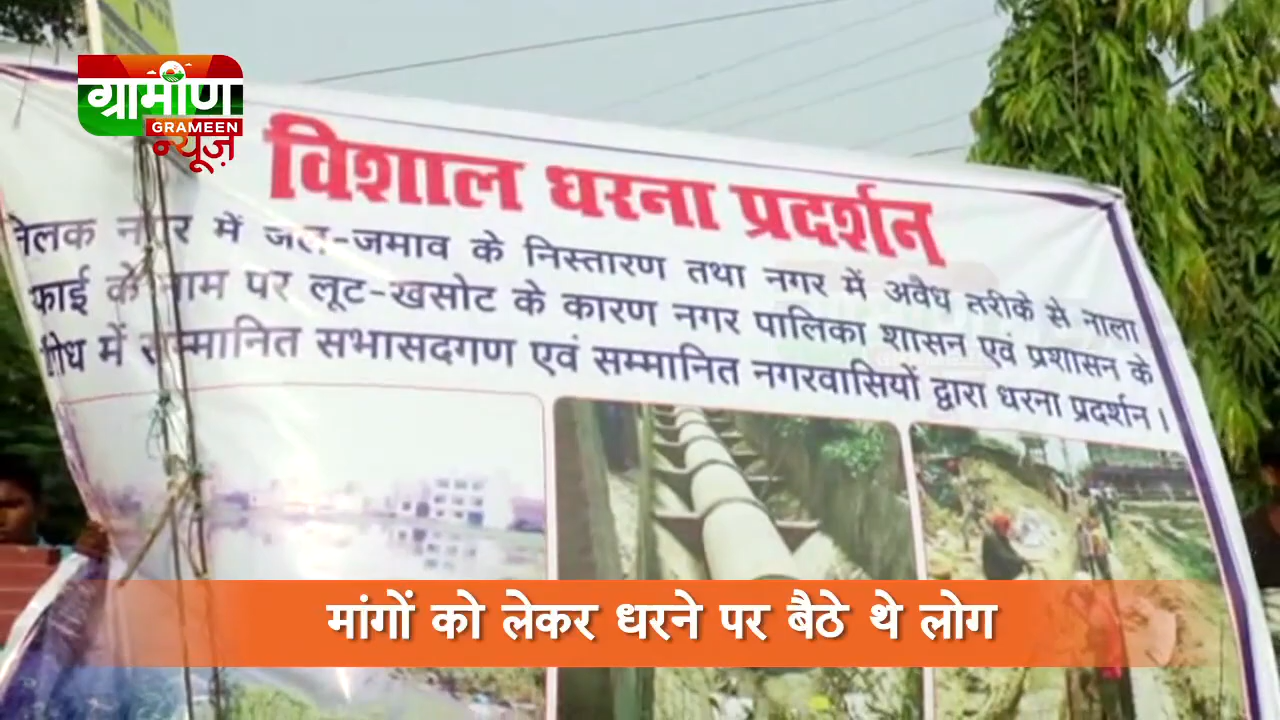 ग्रामीण
GRAMEEN
न्यूज़
विशाल धरना प्रदर्शन
नगर में जल-जमाव के निस्तारण तथा नगर में अवैध तरीके से नाला
के नाम पर लूट-खसोट के कारण नगर पालिका शासन एवं प्रशासन के
में सम्मानित सभासदगण एवं सम्मानित नगरवासियों द्वारा धरना प्रदर्शन।
मांगों को लेकर धरने पर बैठे थे लोग